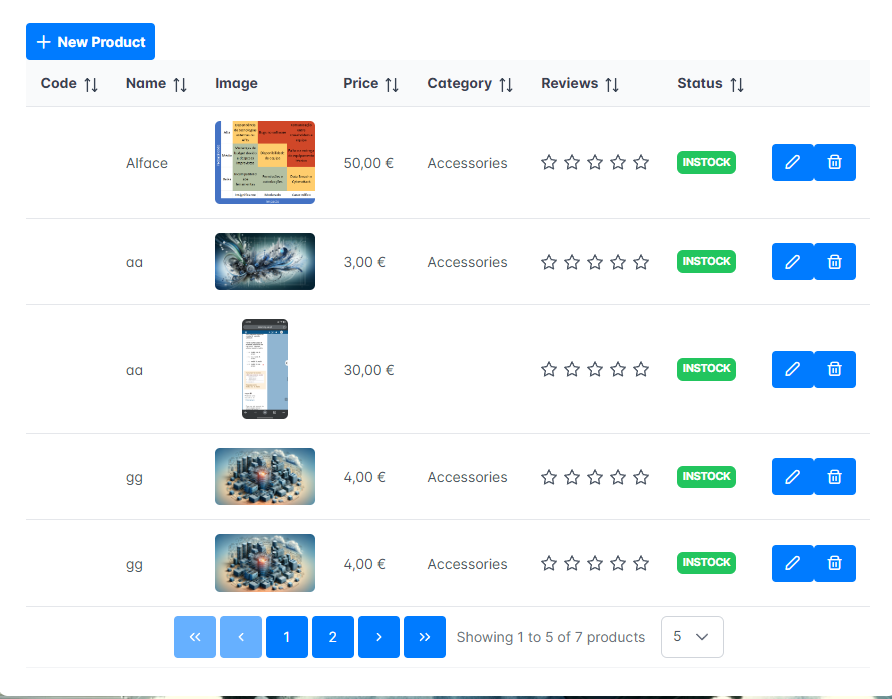 New Product
Code Name Image Price Category Reviews Status
Alface 50,00 € Accessories INSTOCK
aa 3,00 € Accessories INSTOCK
aa 30,00 € INSTOCK
gg 4,00 € Accessories INSTOCK
gg 4,00 € Accessories INSTOCK
« ‹ 1 2 › » Showing 1 to 5 of 7 products 5